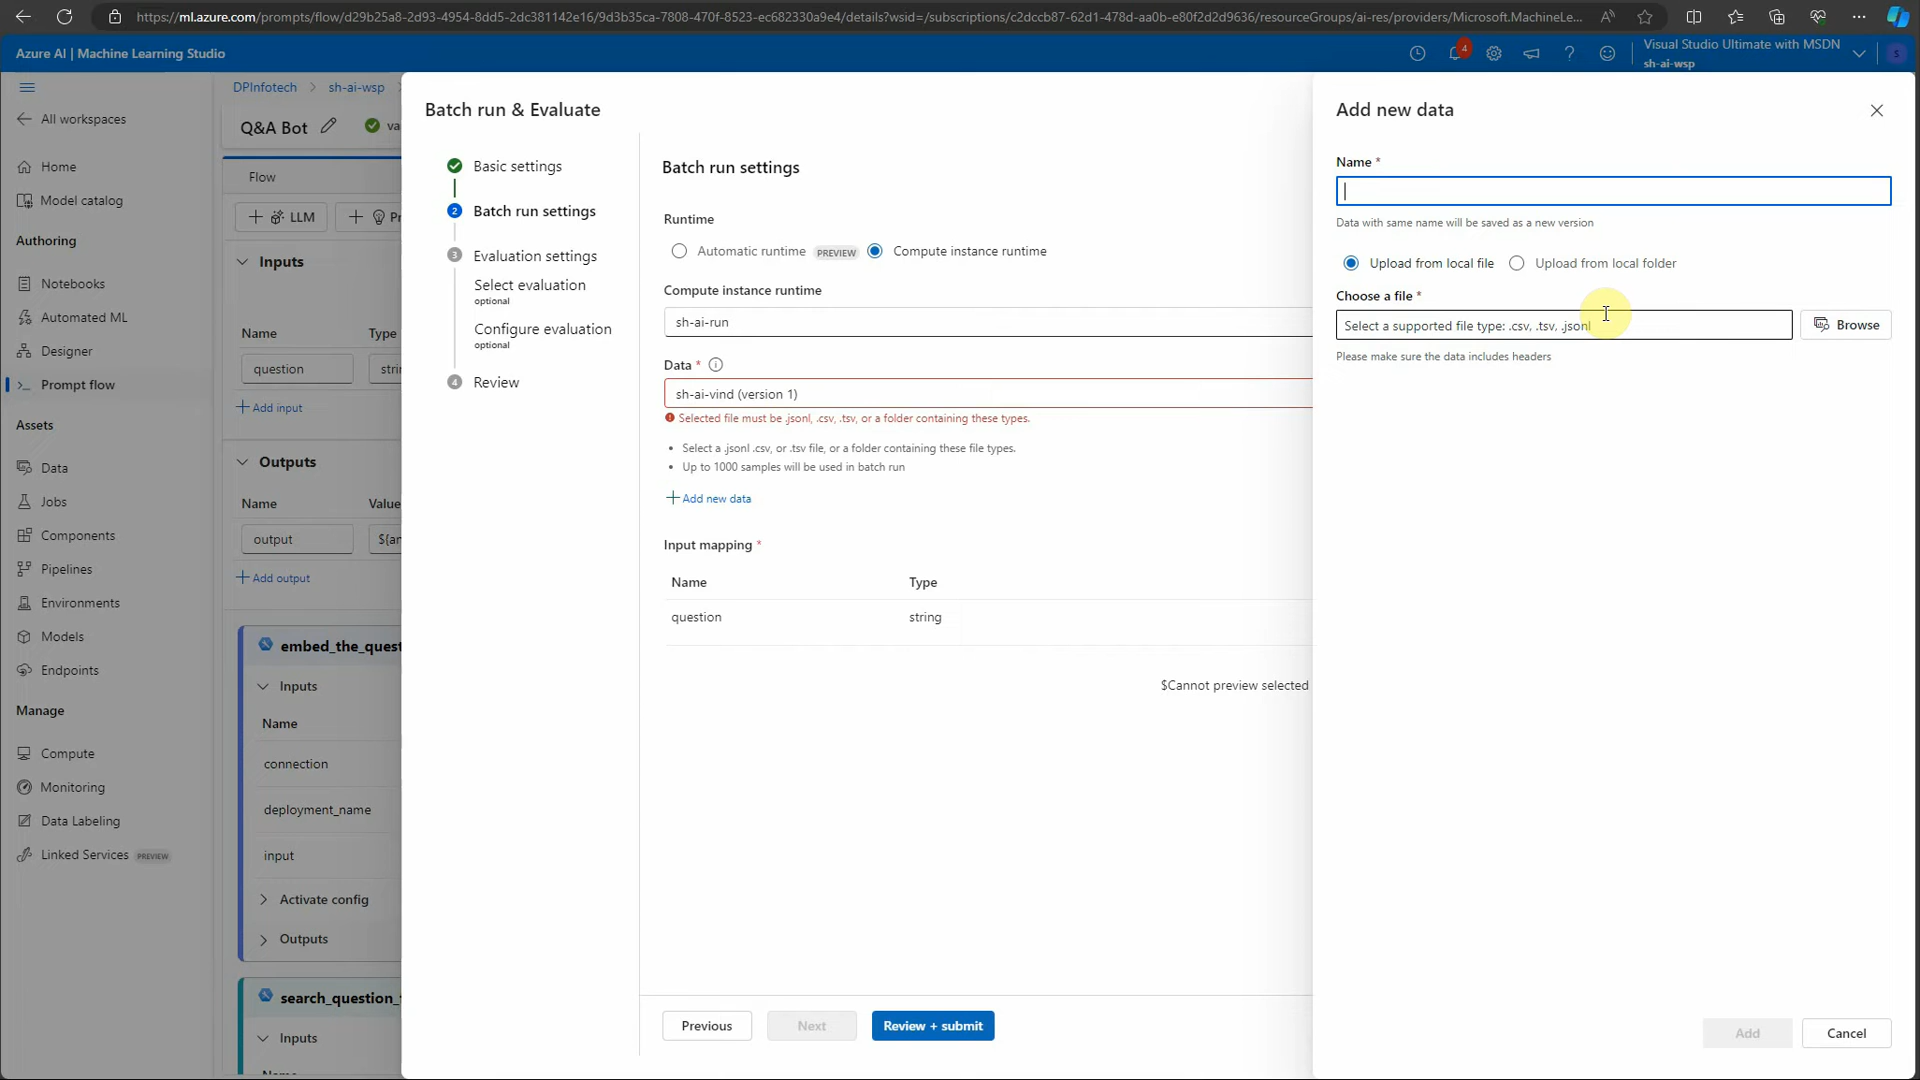 https://ml.azure.com/prompts/flow/d29b25a8-2d93-4954-8dd5-2dc381142e16/9d3b35ca-7808-470f-8523-ec682330a9e4/details?wsid=/subscriptions/c2dccb87-62d1-478d-aa0b-e80f2d2d9636/resourceGroups/ai-res/providers/Microsoft.MachineLe...
Azure AI | Machine Learning Studio
4
Visual Studio Ultimate with MSDN
sh-ai-wsp
S
All workspaces
Home
Model catalog
Authoring
Notebooks
Automated ML
Designer
Prompt flow
Assets
Data
Jobs
Components
Pipelines
Environments
Models
Endpoints
Manage
Compute
Monitoring
Data Labeling
Linked Services PREVIEW
DPInfotech > sh-ai-wsp
Q&A Bot
Flow
+ LLM
Inputs
Name Type
question
+ Add input
Outputs
Name Value
output
+ Add output
embed_the_quest
Inputs
Name
connection
deployment_name
input
Activate config
Outputs
search_question_
Inputs
Batch run & Evaluate
Basic settings
2 Batch run settings
3 Evaluation settings
Select evaluation
optional
Configure evaluation
optional
4 Review
Batch run settings
Runtime
Automatic runtime PREVIEW Compute instance runtime
Compute instance runtime
sh-ai-run
Data *
sh-ai-vind (version 1)
Selected file must be .jsonl, .csv, .tsv, or a folder containing these types.
• Select a .jsonl .csv, or .tsv file, or a folder containing these file types.
• Up to 1000 samples will be used in batch run
+ Add new data
Input mapping *
Name Type
question string
$Cannot preview selected
Previous Next Review + submit
Add new data
Name *
Data with same name will be saved as a new version
Upload from local file Upload from local folder
Choose a file *
Select a supported file type: .csv, .tsv, .jsonl
Browse
Please make sure the data includes headers
Add Cancel